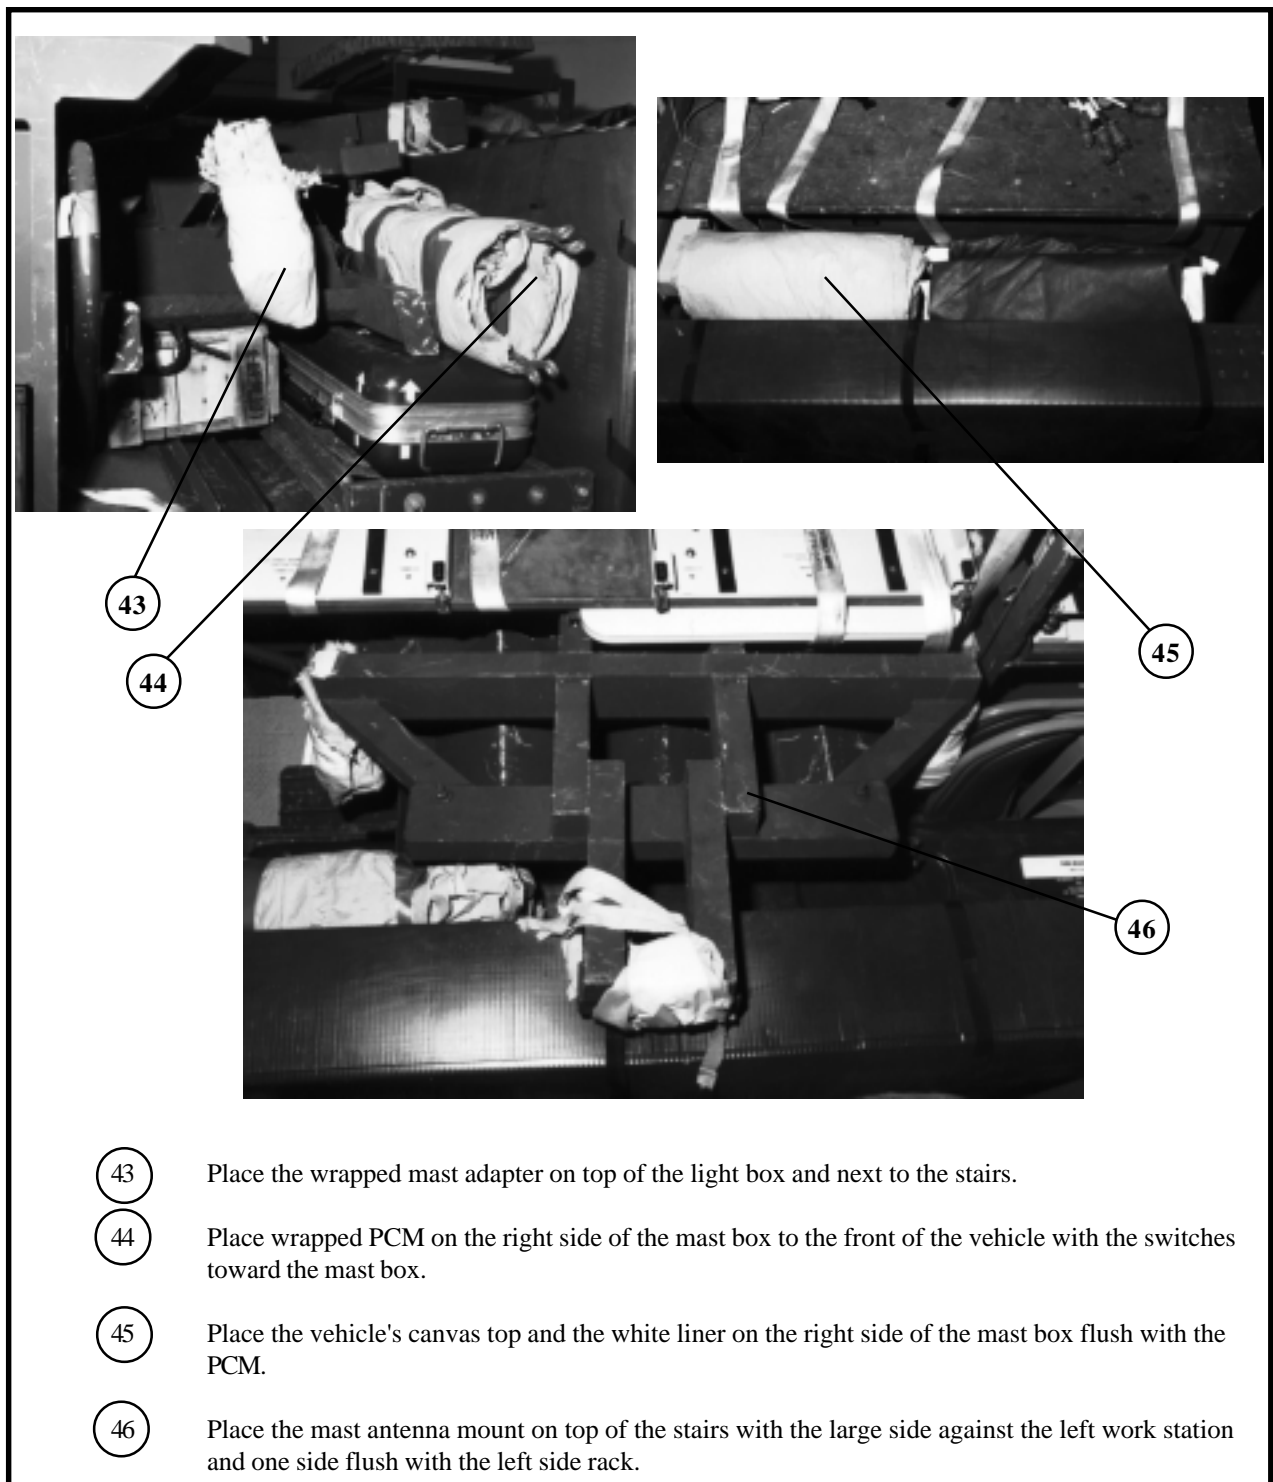 43
44
45
46
43 Place the wrapped mast adapter on top of the light box and next to the stairs.
44 Place wrapped PCM on the right side of the mast box to the front of the vehicle with the switches
toward the mast box.
45 Place the vehicle's canvas top and the white liner on the right side of the mast box flush with the
PCM.
46 Place the mast antenna mount on top of the stairs with the large side against the left work station
and one side flush with the left side rack.